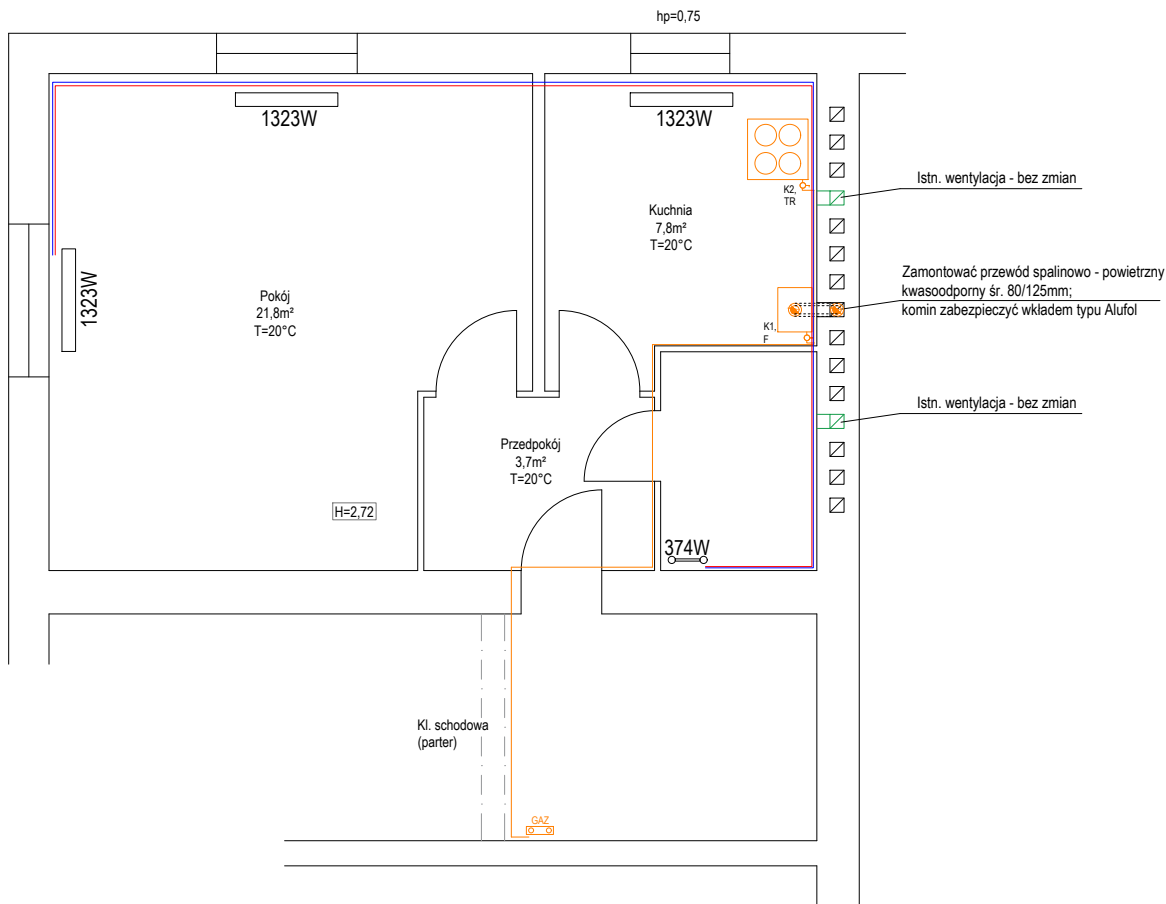 hp=0,75
1323W
1323W
K2,
TR
Istn. wentylacja - bez zmian
Kuchnia
7,8m²
T=20°C
1323W
Pokój
21,8m²
T=20°C
Zamontować przewód spalinowo - powietrzny
kwasoodporny śr. 80/125mm;
komin zabezpieczyć wkładem typu Alufol
K1,
F
Istn. wentylacja - bez zmian
Przedpokój
3,7m²
T=20°C
H=2,72
374W
Kl. schodowa
(parter)
GAZ